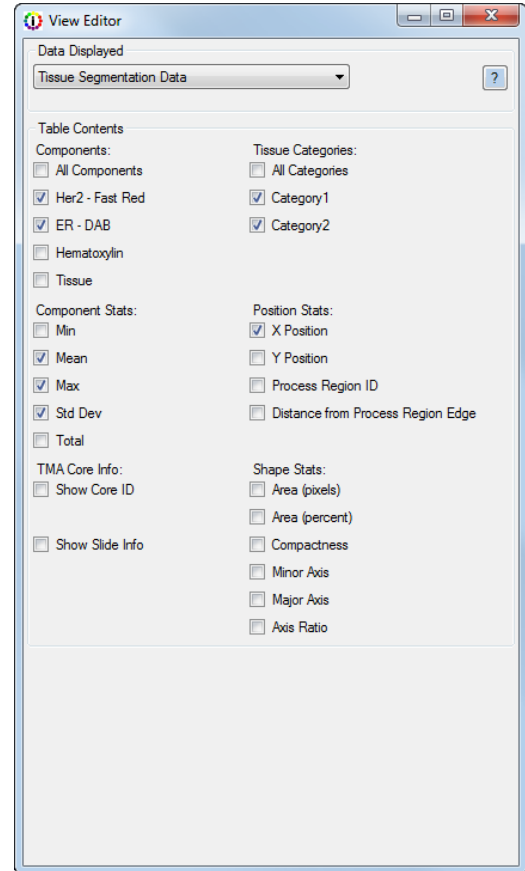 View Editor
Data Displayed
Tissue Segmentation Data
?
Table Contents
Components:
All Components
Her2 - Fast Red
ER - DAB
Hematoxylin
Tissue
Tissue Categories:
All Categories
Category1
Category2
Component Stats:
Min
Mean
Max
Std Dev
Total
Position Stats:
X Position
Y Position
Process Region ID
Distance from Process Region Edge
TMA Core Info:
Show Core ID
Show Slide Info
Shape Stats:
Area (pixels)
Area (percent)
Compactness
Minor Axis
Major Axis
Axis Ratio